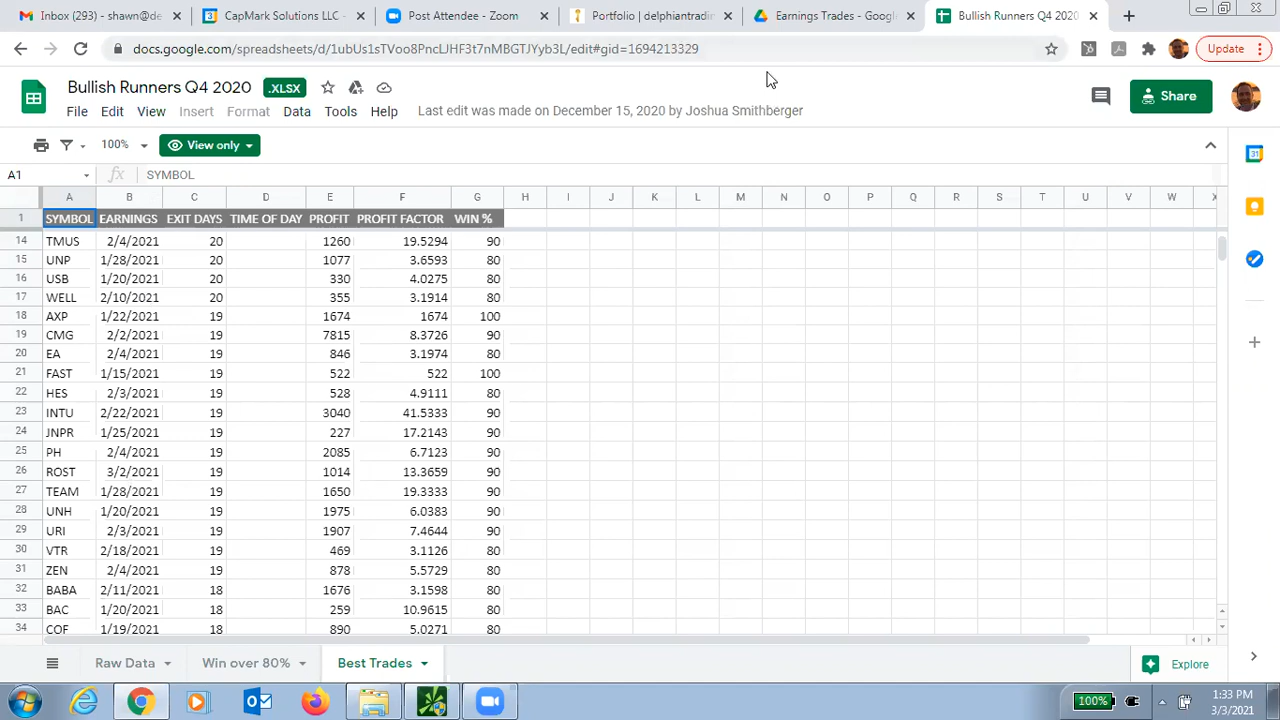 Inbox (293) - shawn@de
CapMark Solutions LLC -
Post Attendee - Zoom
Portfolio | delphiantradin
Earnings Trades - Googl
Bullish Runners Q4 2020
docs.google.com/spreadsheets/d/1ubUs1sTVoo8PncLJHF3t7nMBGTJYyb3L/edit#gid=1694213329
Update
Bullish Runners Q4 2020 .XLSX
File Edit View Insert Format Data Tools Help Last edit was made on December 15, 2020 by Joshua Smithberger
Share
100% View only
A1 fx SYMBOL
A B C D E F G H I J K L M N O P Q R S T U V W X
1 SYMBOL EARNINGS EXIT DAYS TIME OF DAY PROFIT PROFIT FACTOR WIN %
14 TMUS 2/4/2021 20 1260 19.5294 90
15 UNP 1/28/2021 20 1077 3.6593 80
16 USB 1/20/2021 20 330 4.0275 80
17 WELL 2/10/2021 20 355 3.1914 80
18 AXP 1/22/2021 19 1674 1674 100
19 CMG 2/2/2021 19 7815 8.3726 90
20 EA 2/4/2021 19 846 3.1974 80
21 FAST 1/15/2021 19 522 522 100
22 HES 2/3/2021 19 528 4.9111 80
23 INTU 2/22/2021 19 3040 41.5333 90
24 JNPR 1/25/2021 19 227 17.2143 90
25 PH 2/4/2021 19 2085 6.7123 90
26 ROST 3/2/2021 19 1014 13.3659 90
27 TEAM 1/28/2021 19 1650 19.3333 90
28 UNH 1/20/2021 19 1975 6.0383 90
29 URI 2/3/2021 19 1907 7.4644 90
30 VTR 2/18/2021 19 469 3.1126 80
31 ZEN 2/4/2021 19 878 5.5729 80
32 BABA 2/11/2021 18 1676 3.1598 80
33 BAC 1/20/2021 18 259 10.9615 80
34 COF 1/19/2021 18 890 5.0271 80
Raw Data Win over 80% Best Trades Explore
100%
1:33 PM
3/3/2021